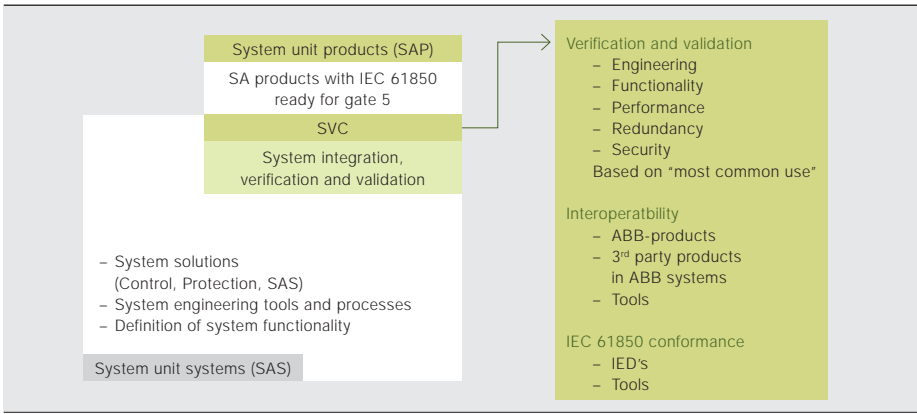 System unit products (SAP)
SA products with IEC 61850
ready for gate 5
SVC
System integration,
verification and validation
– System solutions
(Control, Protection, SAS)
– System engineering tools and processes
– Definition of system functionality
System unit systems (SAS)
Verification and validation
– Engineering
– Functionality
– Performance
– Redundancy
– Security
Based on “most common use”
Interoperatbility
– ABB-products
– 3rd party products
in ABB systems
– Tools
IEC 61850 conformance
– IED’s
– Tools